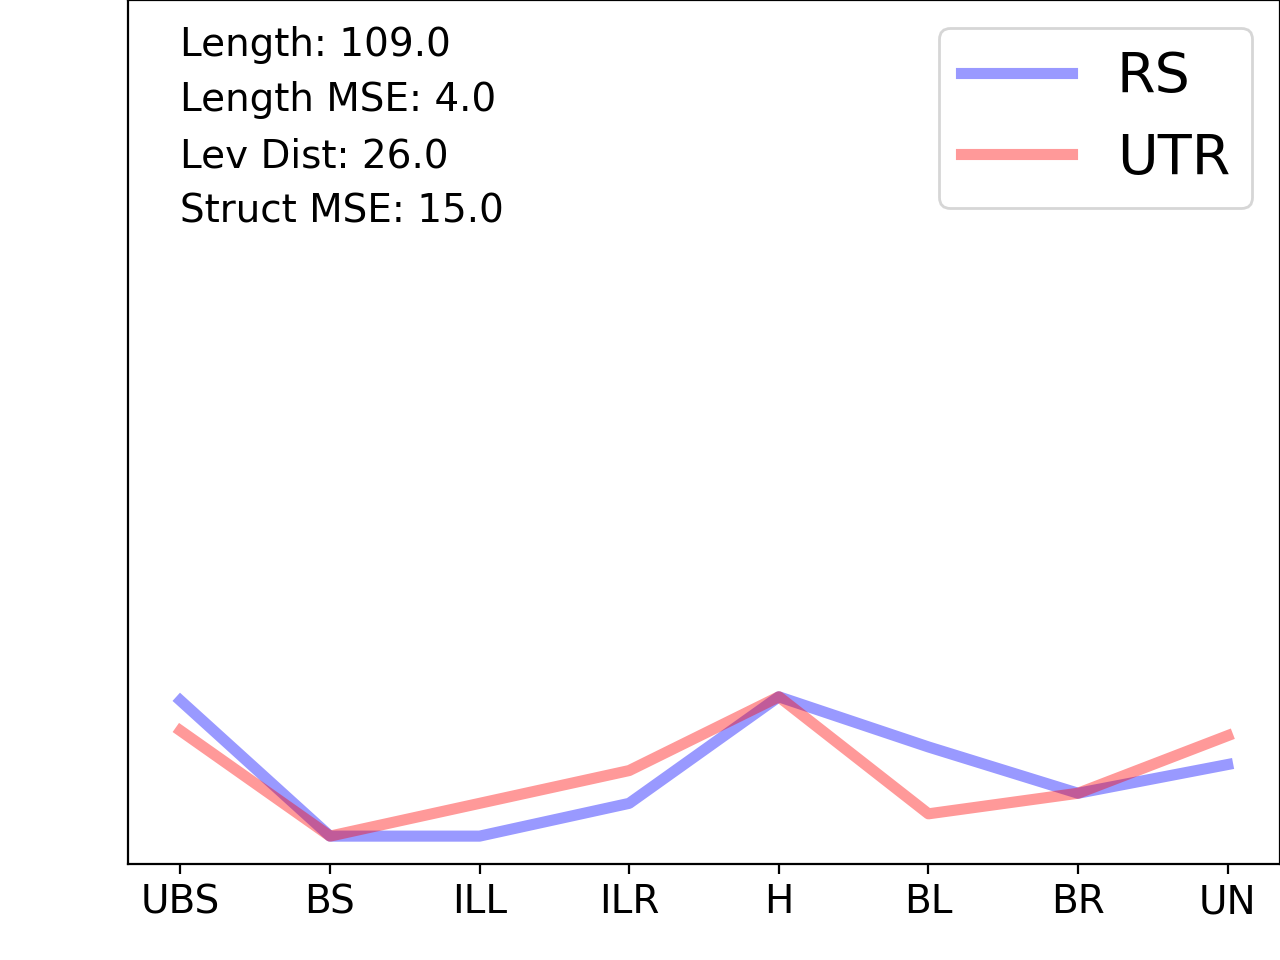 Length: 109.0
Length MSE: 4.0
Lev Dist: 26.0
Struct MSE: 15.0
RS
UTR
UBS BS ILL ILR H BL BR UN